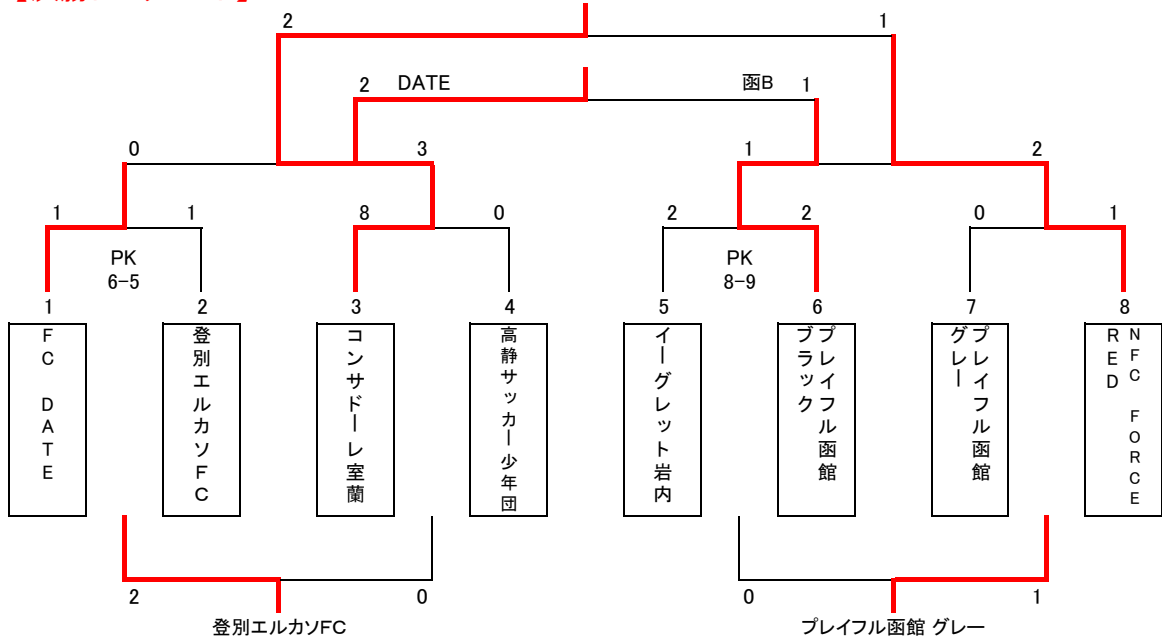 2 1
2 DATE 函B 1
0 3 1 2
1 1 8 0 2 2 0 1
PK PK
6-5 8-9
1 2 3 4 5 6 7 8
FC DATE
登別エルカソFC
コンサドーレ室蘭
高静サッカー少年団
イーグレット岩内
プレイフル函館
ブラック
プレイフル函館
グレー
NFC FORCE
RED
2 0 0 1
登別エルカソFC プレイフル函館 グレー